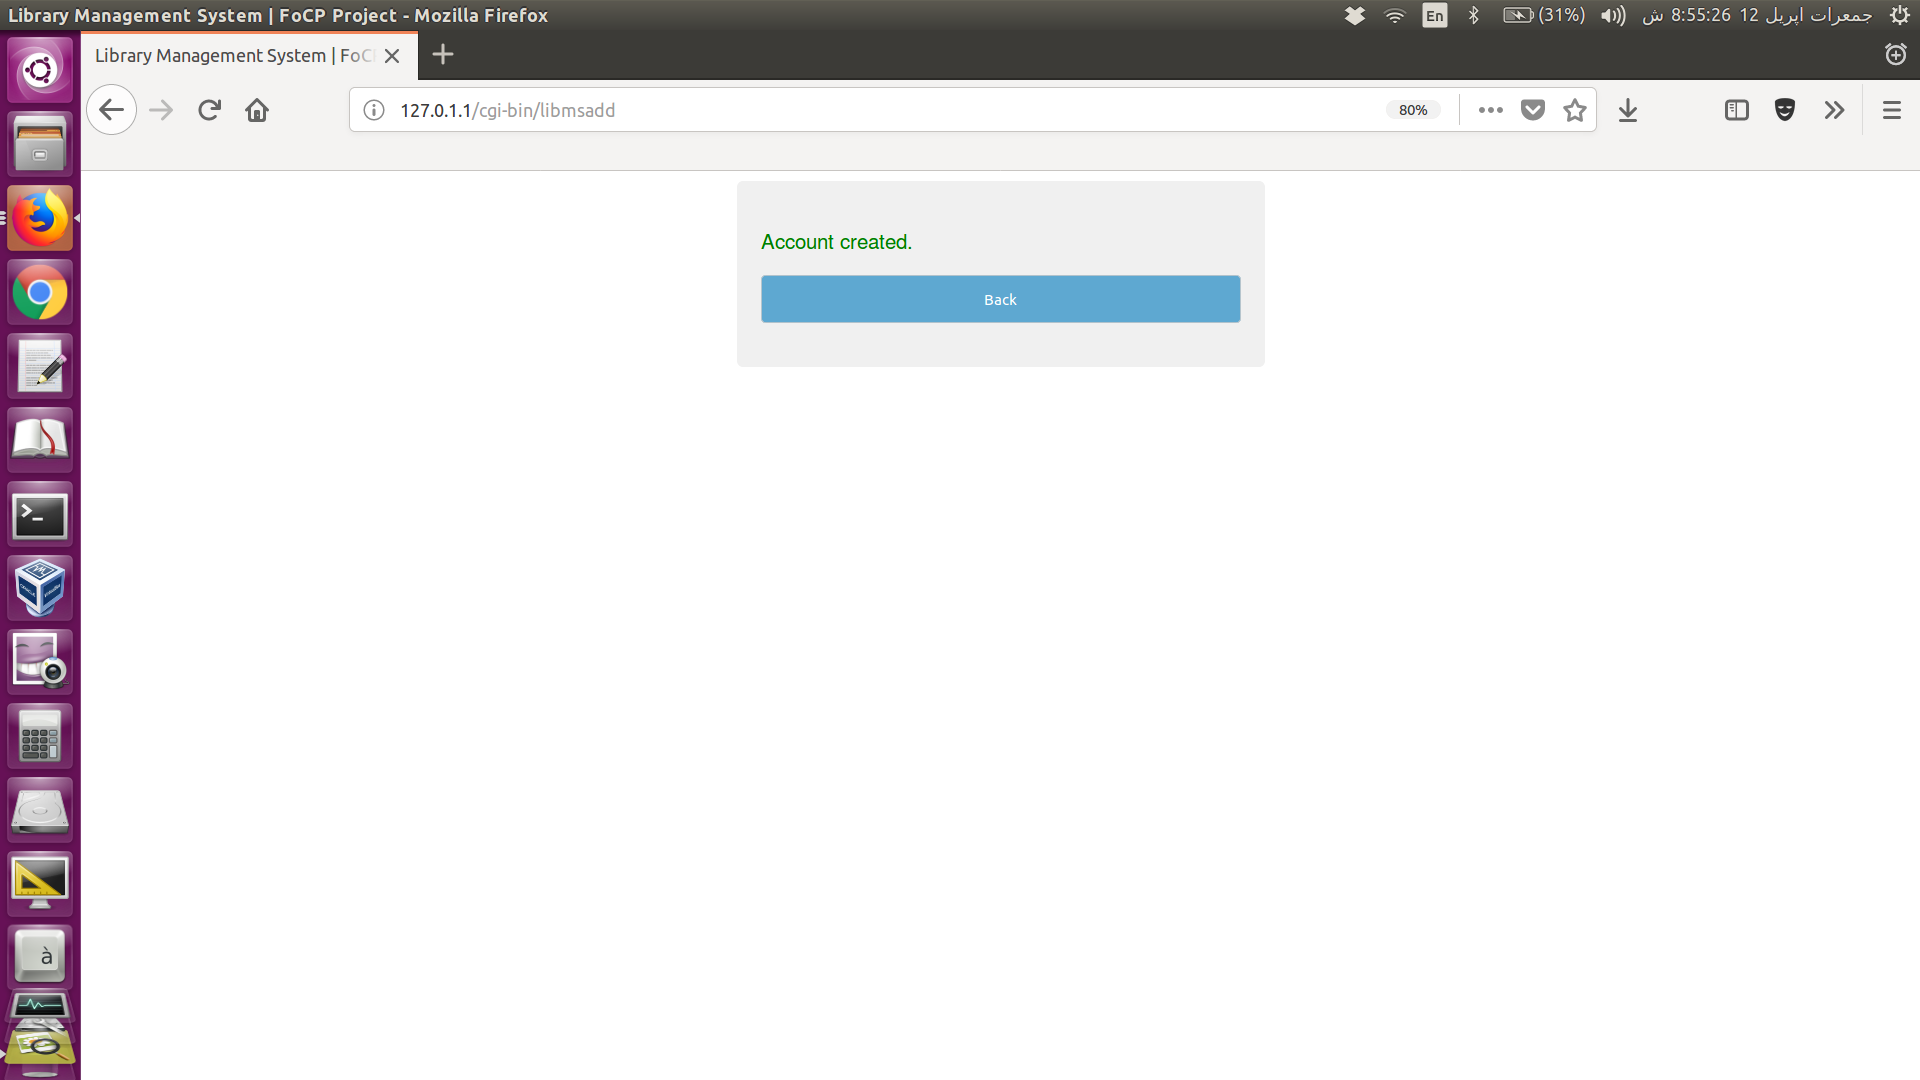 Library Management System | FoCP Project - Mozilla Firefox
En
(31%)
جمعرات اپریل 12 8:55:26 ش
Library Management System | FoC
127.0.1.1/cgi-bin/libmsadd
80%
Account created.
Back
>_
à